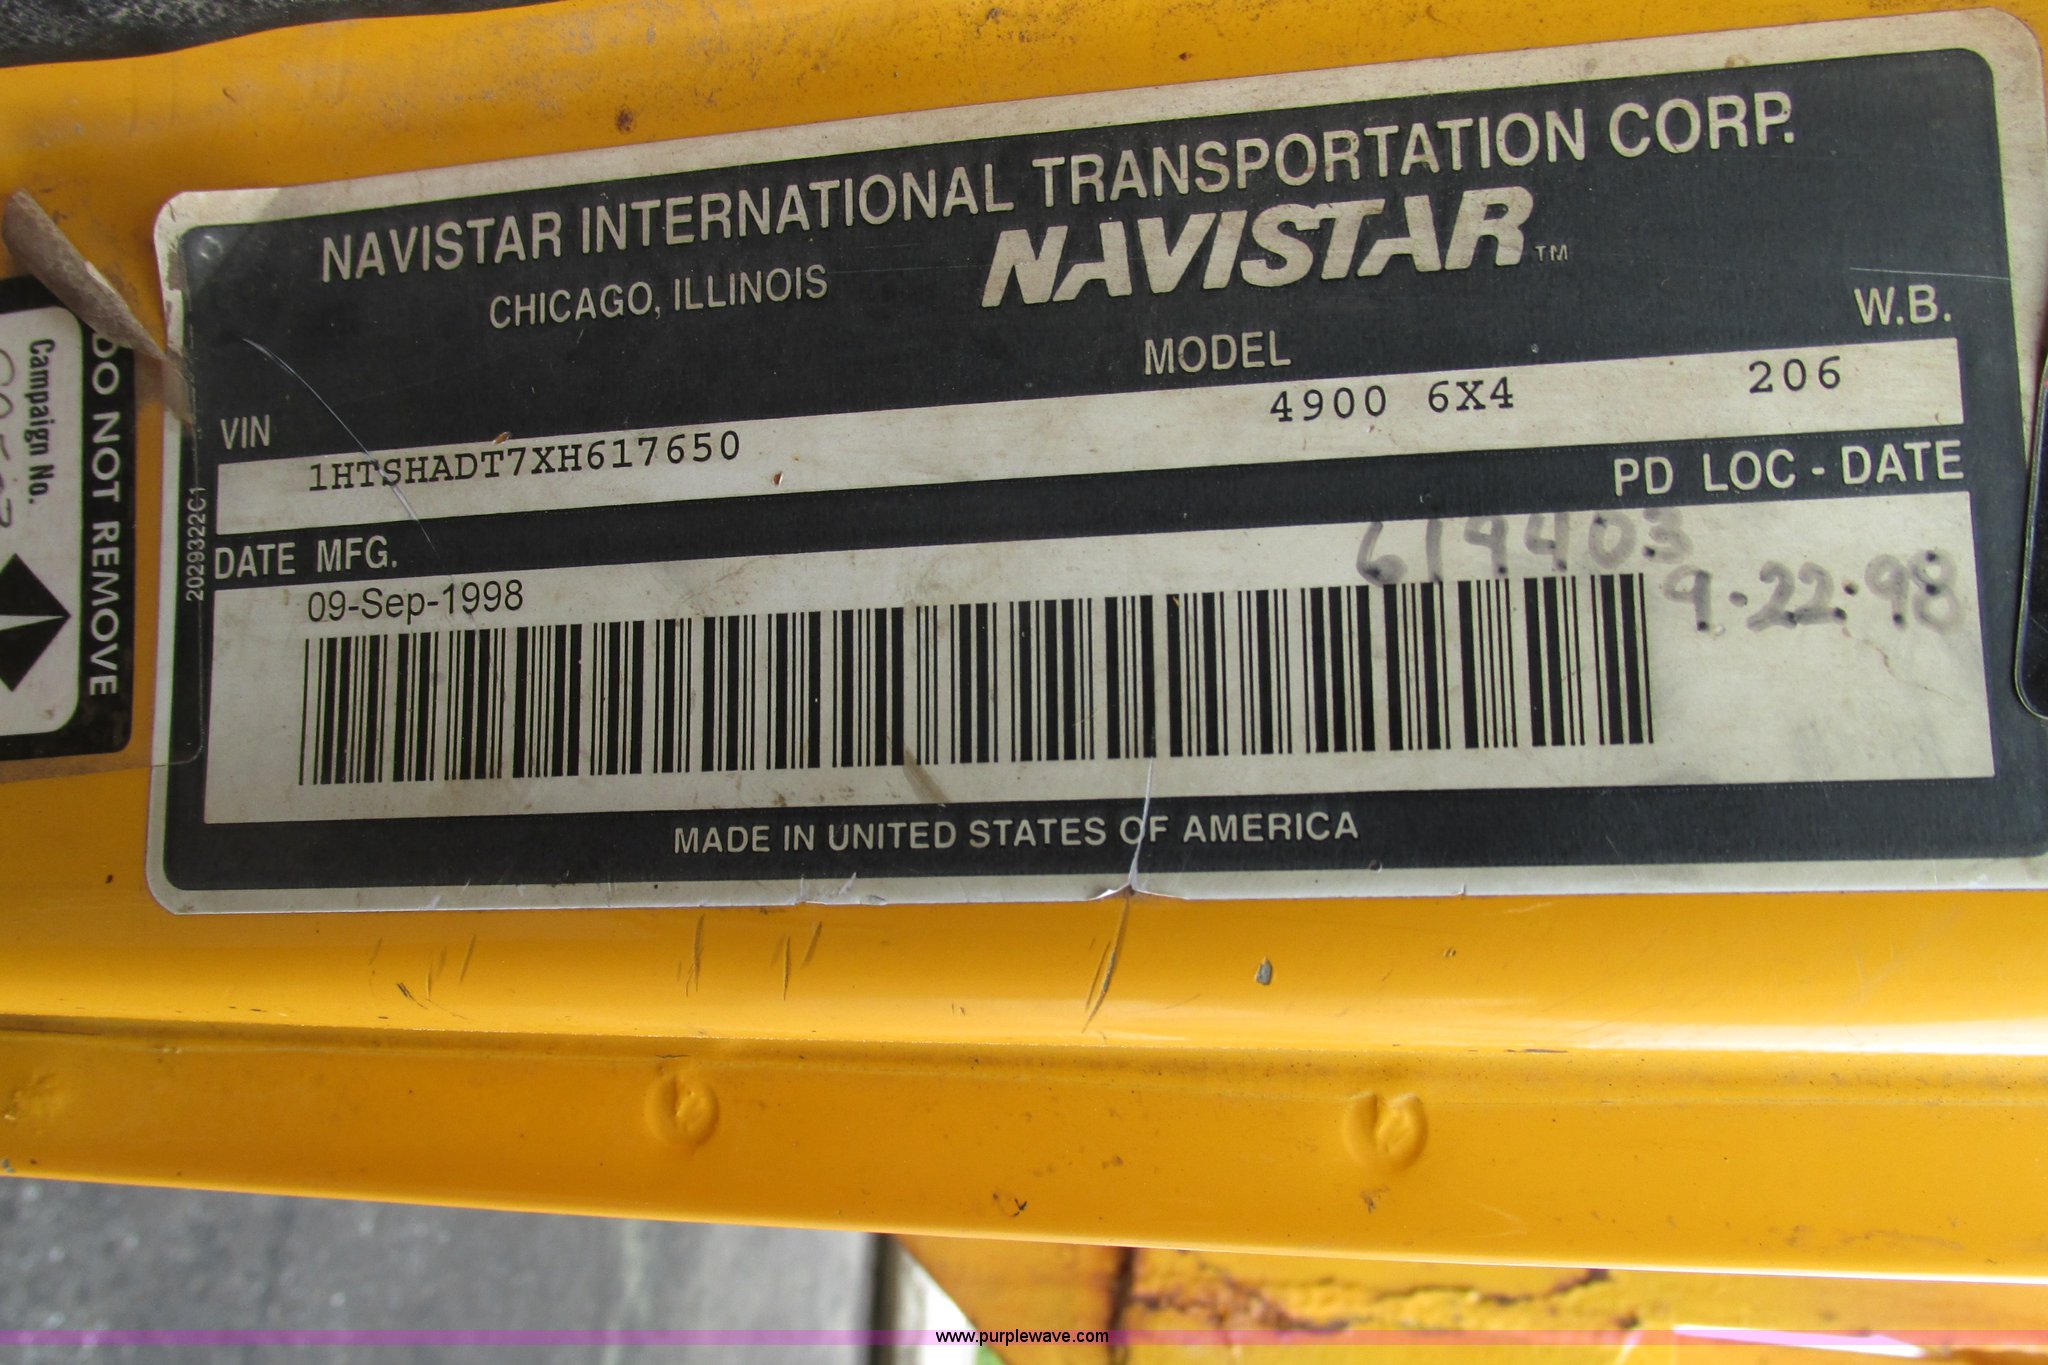 NAVISTAR INTERNATIONAL TRANSPORTATION CORP.
CHICAGO, ILLINOIS
NAVISTAR™
MODEL
W.B.
VIN
1HTSHADT7XH617650
4900 6X4
206
PD LOC - DATE
DATE MFG.
09-Sep-1998
619403
9.22.98
MADE IN UNITED STATES OF AMERICA
2029322C1
DO NOT REMOVE
Campaign No.
www.purplewave.com